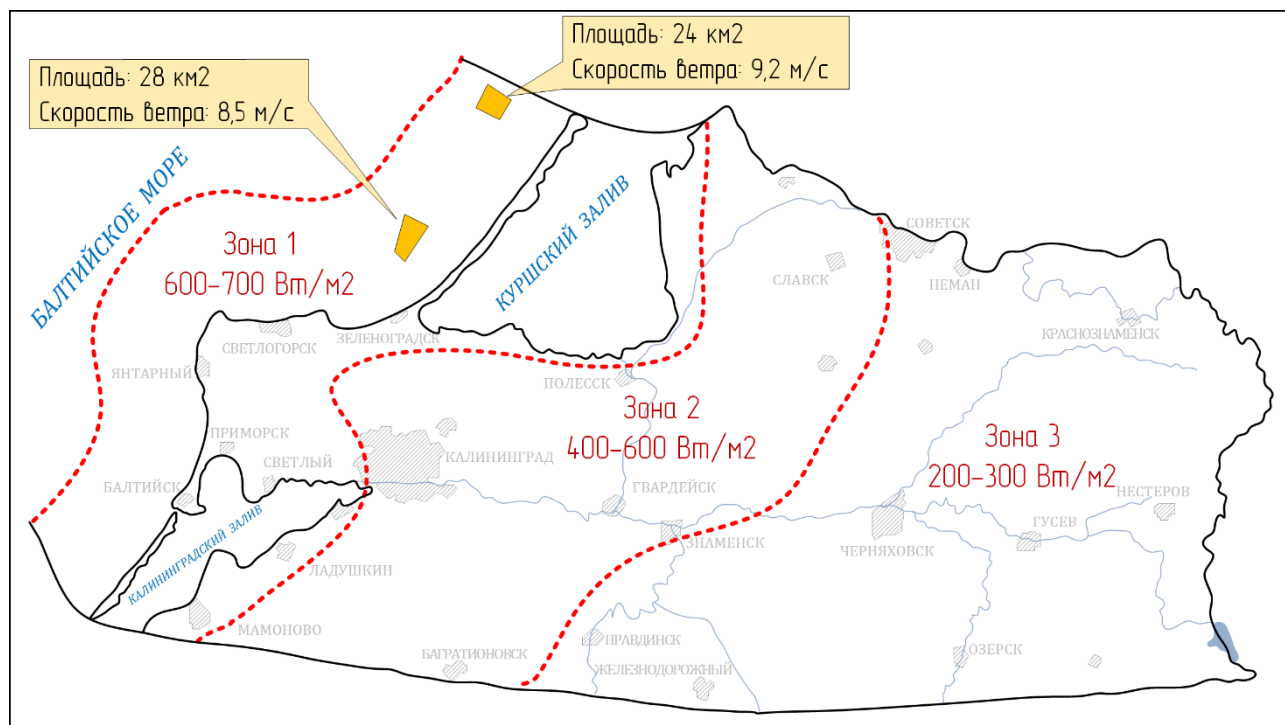 Площадь: 24 км2
Скорость ветра: 9,2 м/с
Площадь: 28 км2
Скорость ветра: 8,5 м/с
БАЛТИЙСКОЕ МОРЕ
КУРШСКИЙ ЗАЛИВ
Зона 1
600-700 Вт/м2
СОВЕТСК
СЛАВСК
НЕМАН
КРАСНОЗНАМЕНСК
СВЕТЛОГОРСК
ЗЕЛЕНОГРАДСК
ЯНТАРНЫЙ
ПОЛЕССК
Зона 2
400-600 Вт/м2
Зона 3
200-300 Вт/м2
ПРИМОРСК
СВЕТЛЫЙ
КАЛИНИНГРАД
БАЛТИЙСК
ГВАРДЕЙСК
НЕСТЕРОВ
КАЛИНИНГРАДСКИЙ ЗАЛИВ
ЗНАМЕНСК
ЧЕРНЯХОВСК
ГУСЕВ
ЛАДУШКИН
МАМОНОВО
ПРАВДИНСК
БАГРАТИОНОВСК
ЖЕЛЕЗНОДОРОЖНЫЙ
ОЗЕРСК